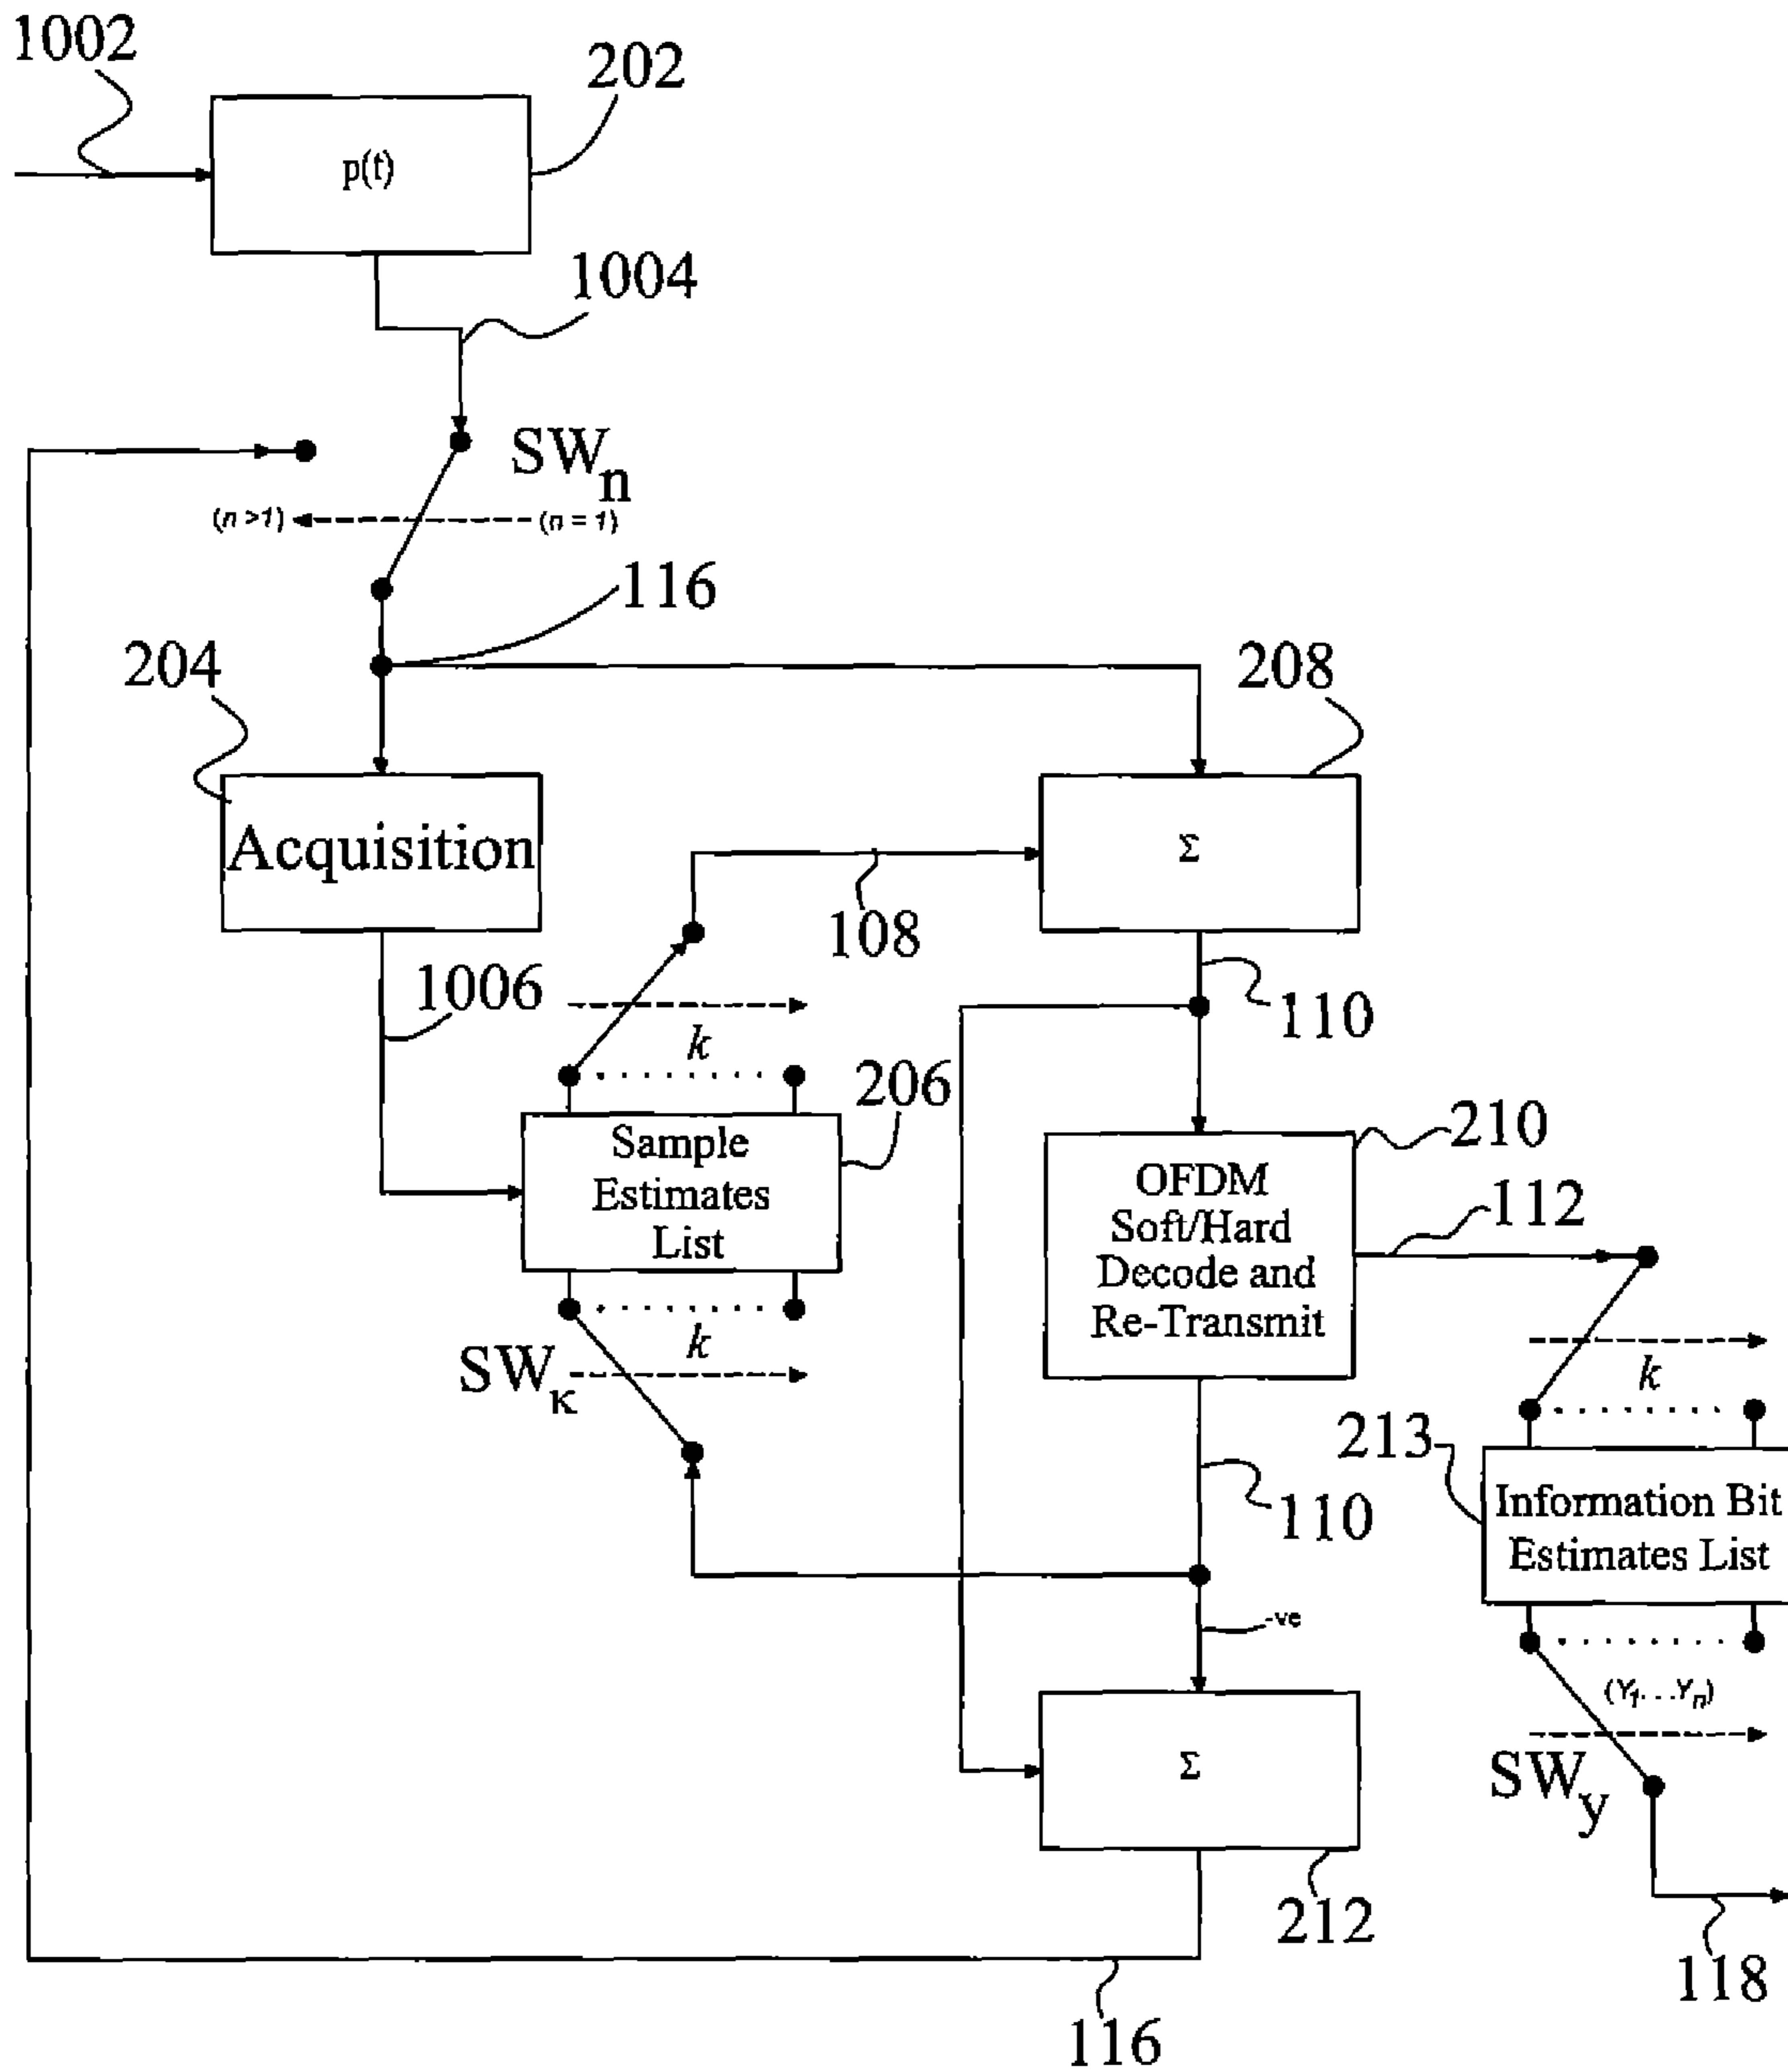 1002
202
p(t)
1004
SWn
(n >1)
(n = 1)
116
204
208
Acquisition
Σ
108
1006
110
k
206
Sample
Estimates
List
210
OFDM
Soft/Hard
Decode and
Re-Transmit
112
k
SWκ
k
213
110
Information Bit
Estimates List
-ve
(Y1...Yn)
Σ
SWy
212
118
116